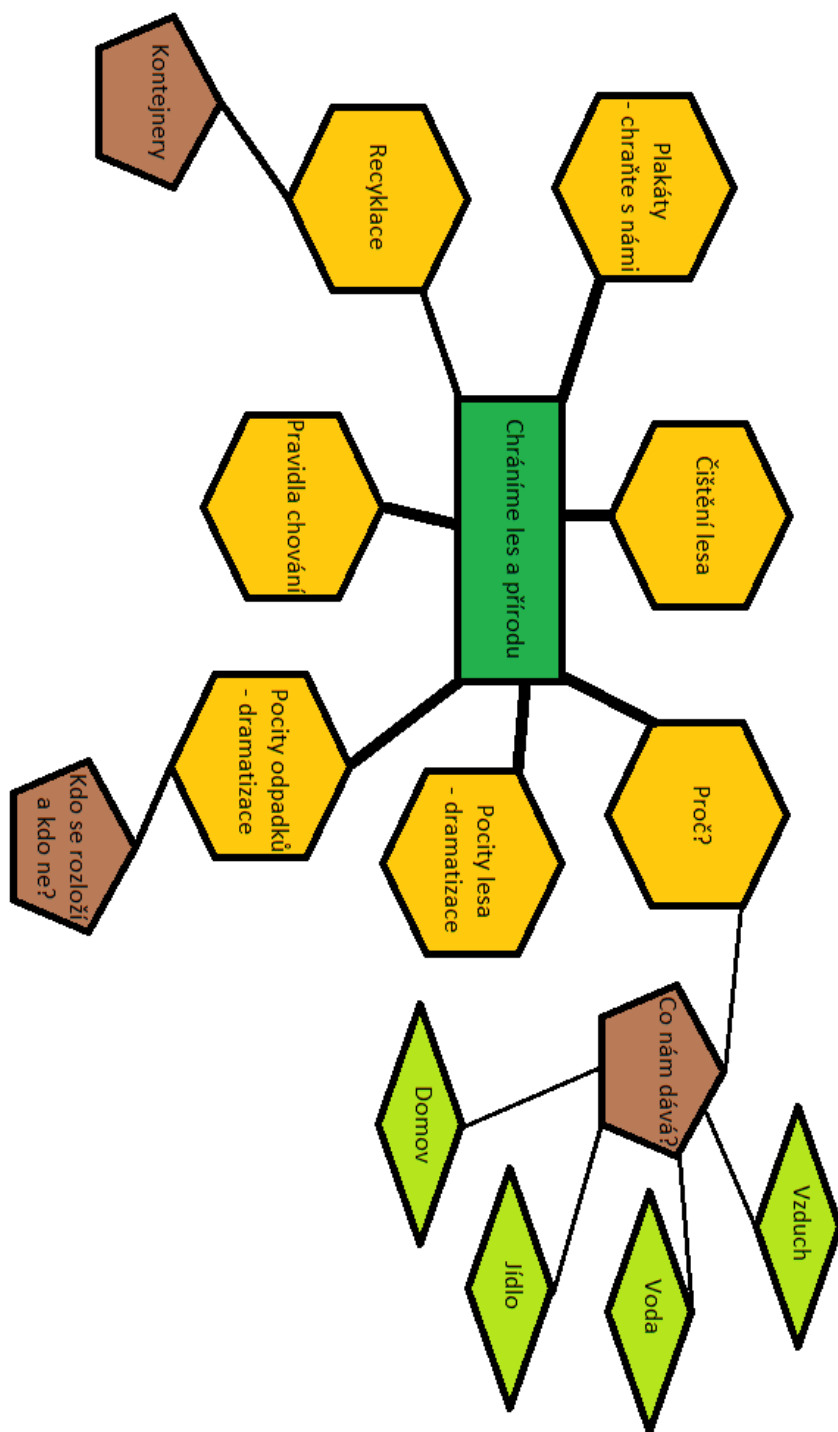 Plakáty
- chraňte s námi
Čištění lesa
Proč?
Vzduch
Voda
Co nám dává?
Jídlo
Domov
Chráníme les a přírodu
Pocity lesa
- dramatizace
Recyklace
Pravidla chování
Pocity odpadků
- dramatizace
Kontejnery
Kdo se rozloží
a kdo ne?